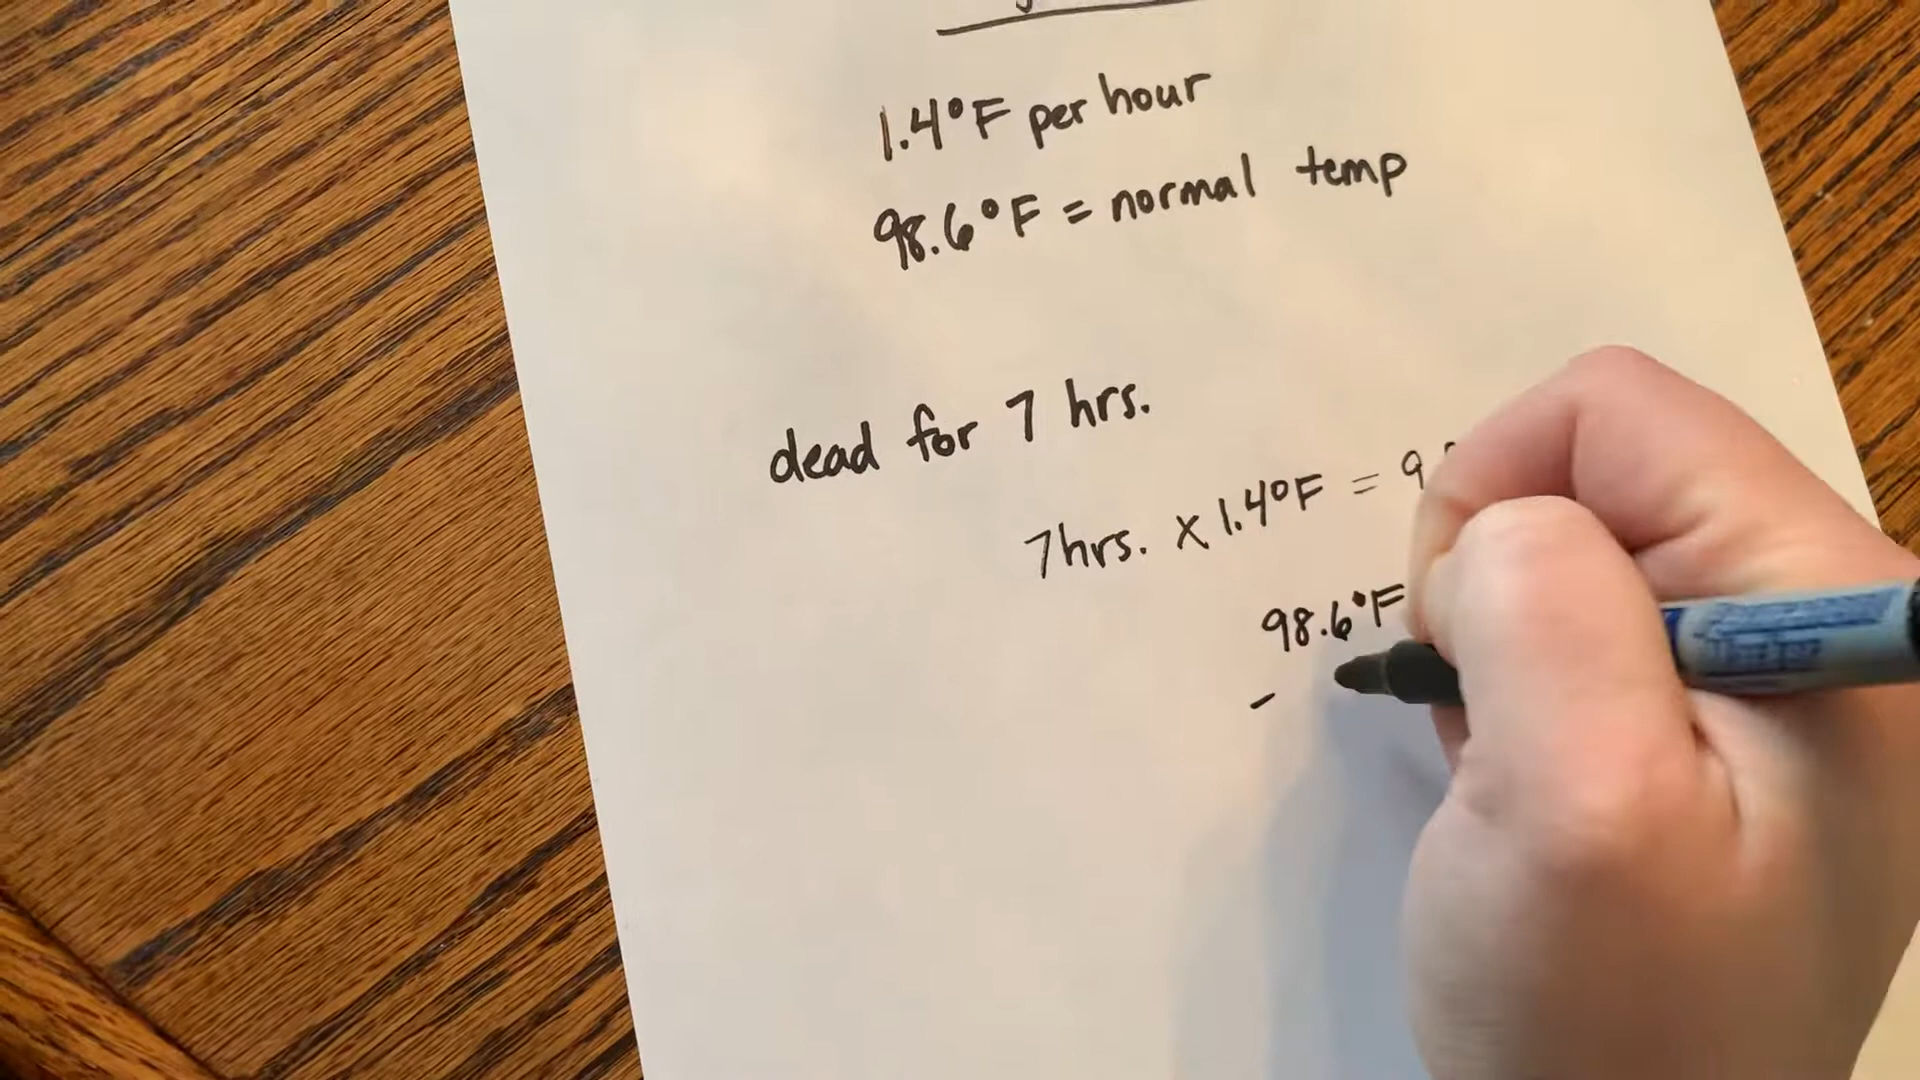 1.4°F per hour
98.6°F = normal temp
dead for 7 hrs.
7hrs. x 1.4°F = 9
98.6°F
-